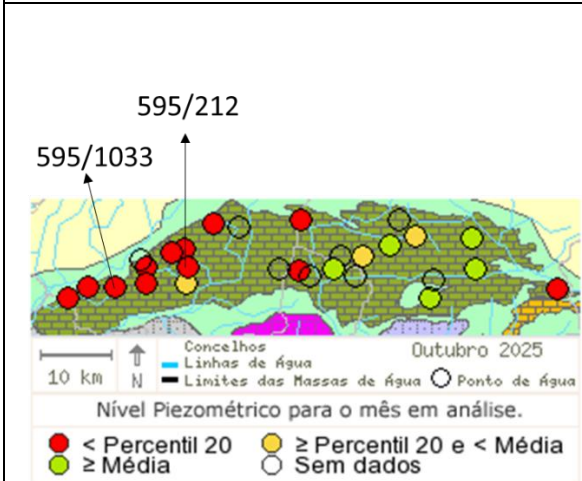 595/212
595/1033
Concelhos
Outubro 2025
Linhas de Água
10 km
N
Limites das Massas de Água
Ponto de Água
Nível Piezométrico para o mês em análise.
< Percentil 20
≥ Percentil 20 e < Média
≥ Média
Sem dados